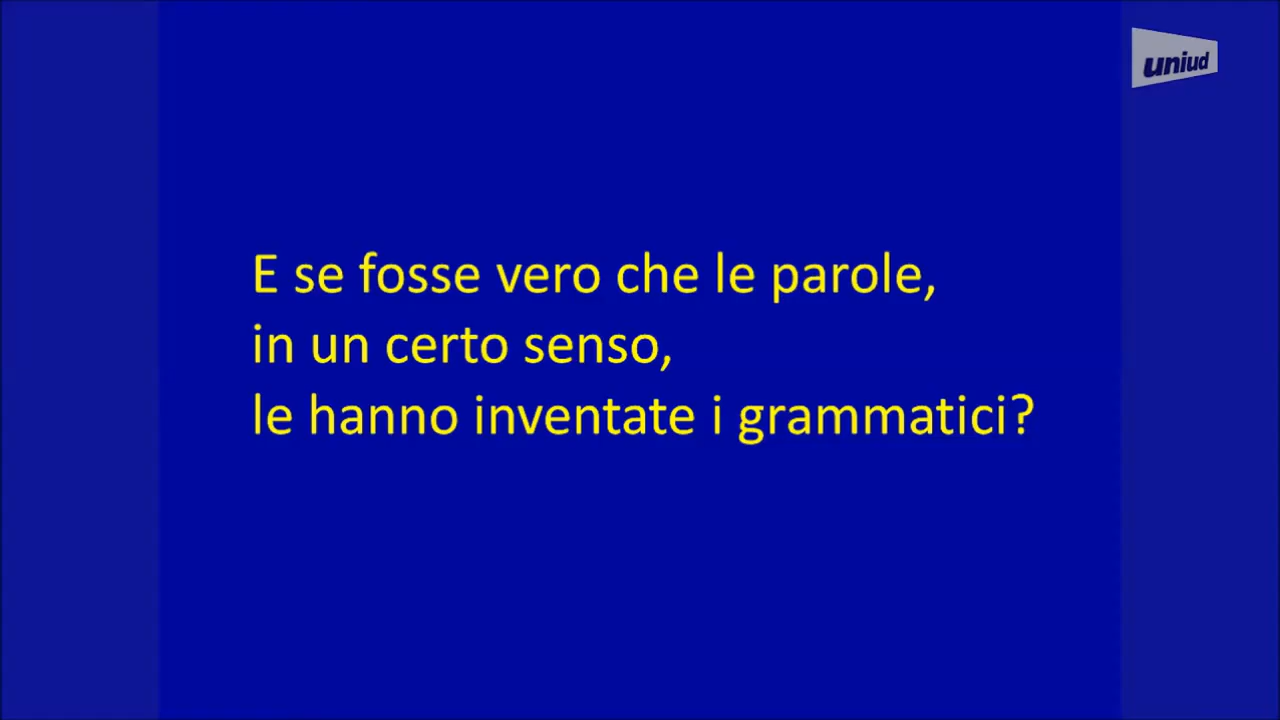 uniud
E se fosse vero che le parole,
in un certo senso,
le hanno inventate i grammatici?